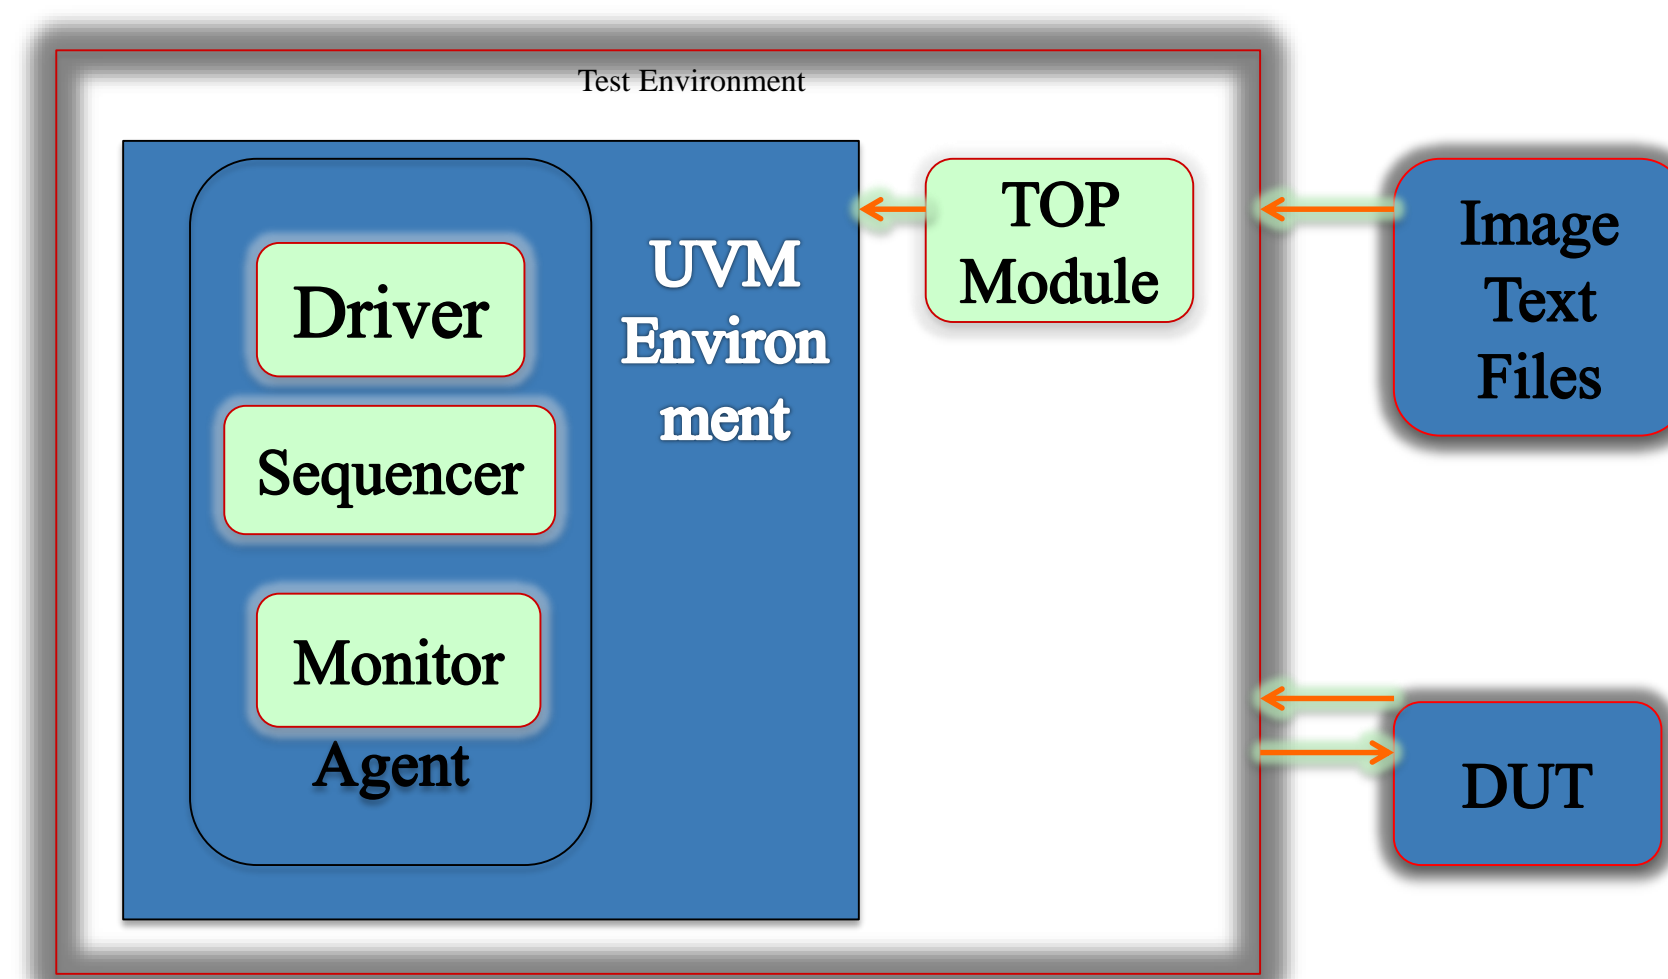 Test Environment
Driver
Sequencer
Monitor
Agent
UVM
Environ
ment
TOP
Module
Image
Text
Files
DUT